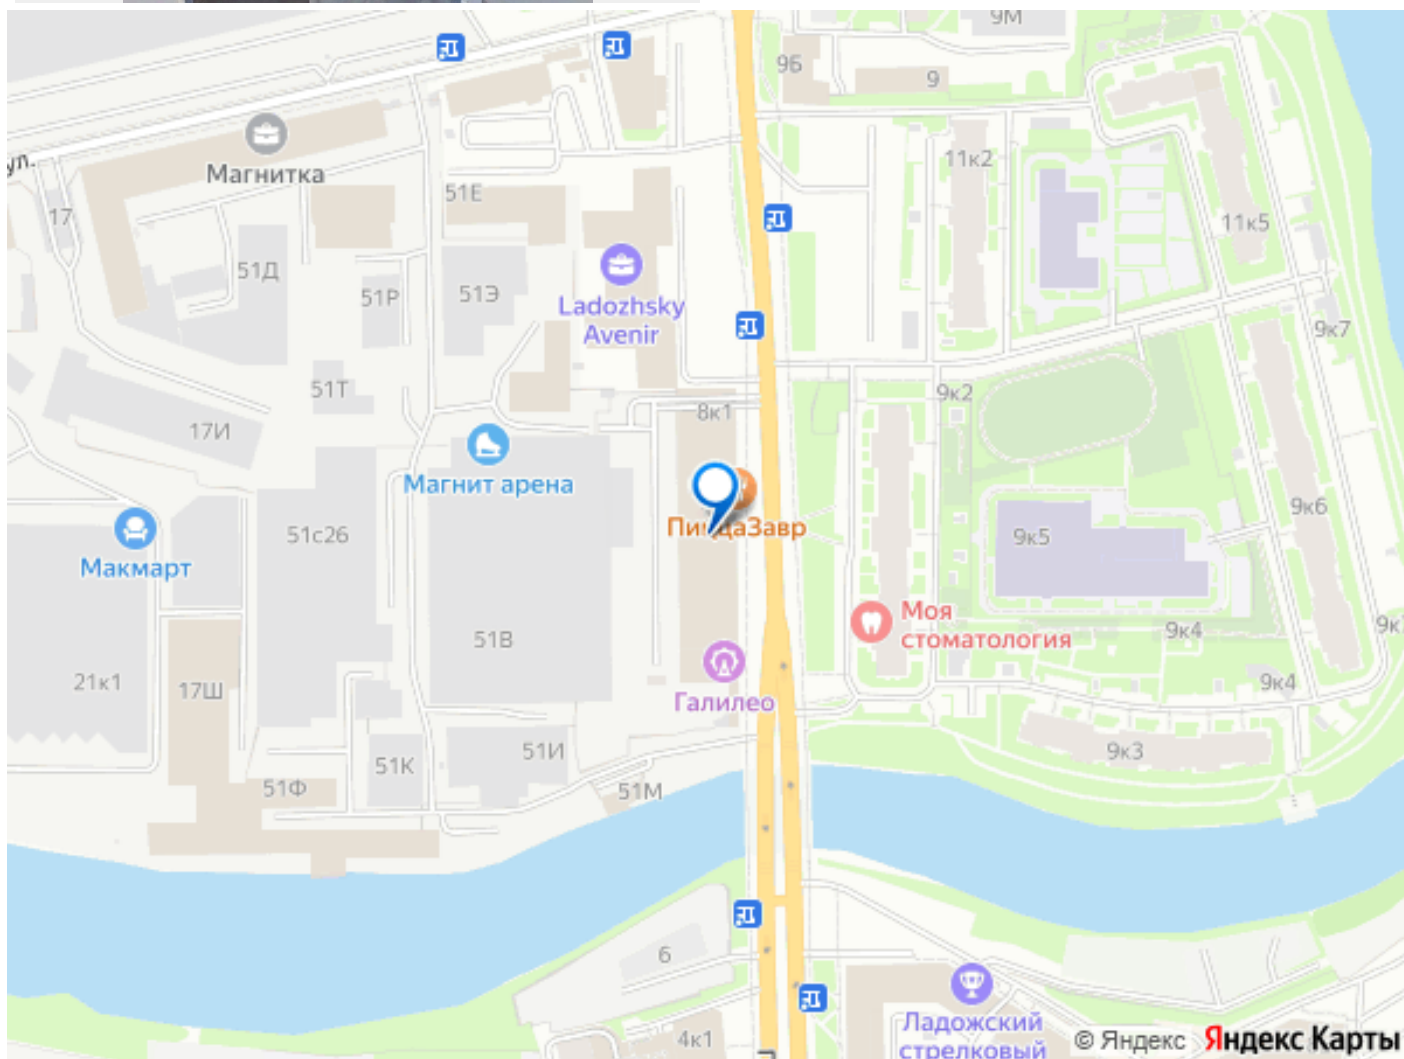 9М
9Б
9
ул.
Магнитка
11к2
17
51Е
11к5
51Д
51Р
51Э
Ladozhsky
Avenir
9к7
51Т
9к2
8к1
17И
Магнит арена
9к6
51с26
ПиццаЗавр
9к5
Макмарт
Моя
стоматология
51В
9к4
21к1
17Ш
9к4
Галилео
51И
9к3
51К
51Ф
51М
6
Ладожский
стрелковый
4к1
© Яндекс Яндекс Карты